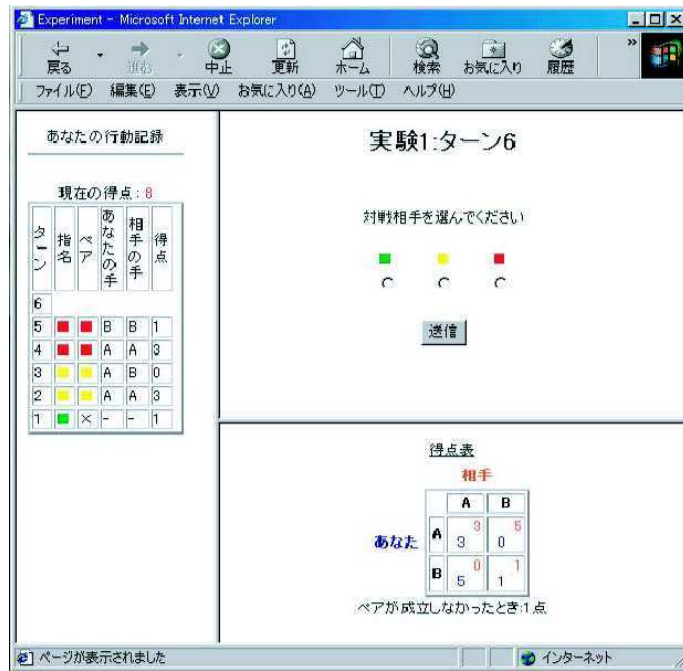 Experiment - Microsoft Internet Explorer
戻る 進む 中止 更新 ホーム 検索 お気に入り 履歴 »
ファイル(F) 編集(E) 表示(V) お気に入り(A) ツール(T) ヘルプ(H)
あなたの行動記録
現在の得点:8
ターン 指名 ペア あなたの手 相手の手 得点
6
5 B B 1
4 A A 3
3 A B 0
2 A A 3
1 × - - 1
実験1:ターン6
対戦相手を選んでください
送信
得点表
相手
A B
あなた
A 3 3 5 0
B 0 5 1 1
ペアが成立しなかったとき:1点
ページが表示されました インターネット